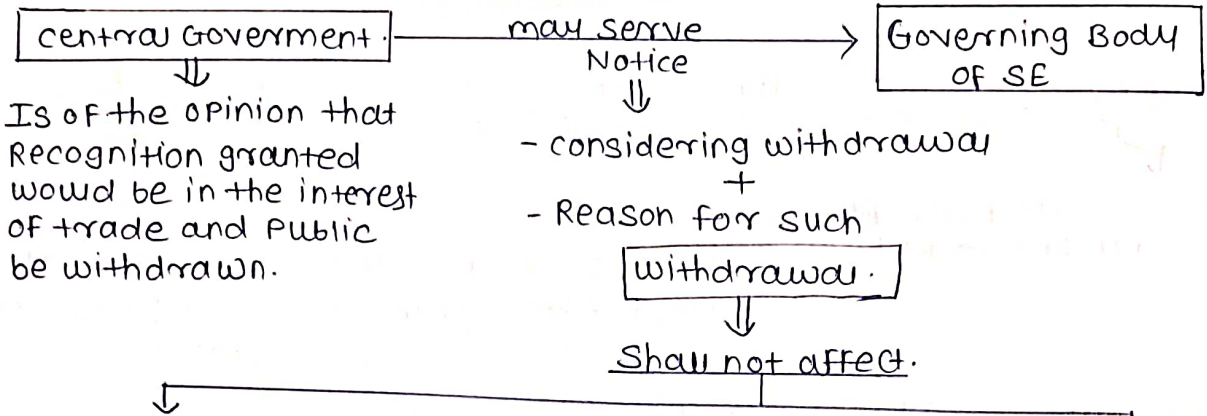 central Goverment.
may serve
Notice
Governing Body
OF SE
Is of the opinion that
Recognition granted
would be in the interest
of trade and Public
be withdrawn.
- considering withdrawal
+
- Reason for such
withdrawal.
Shall not affect.